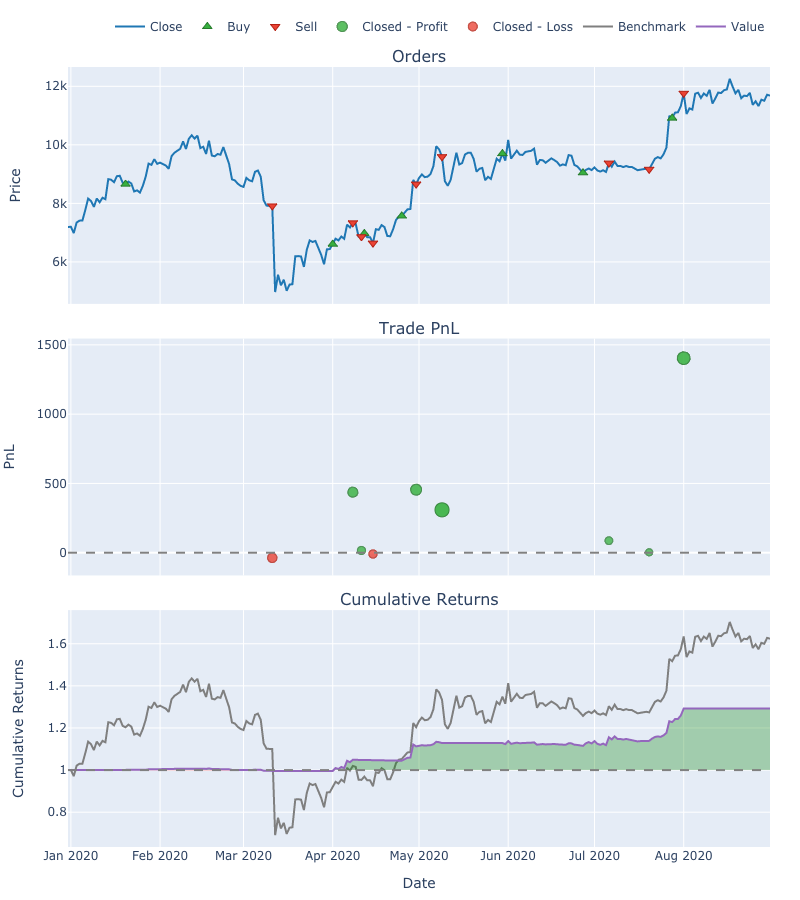 Close Buy Sell Closed - Profit Closed - Loss Benchmark Value
Orders
12k
10k
8k
6k
Price
Trade PnL
1500
1000
500
0
PnL
Cumulative Returns
1.6
1.4
1.2
1
0.8
Cumulative Returns
Jan 2020 Feb 2020 Mar 2020 Apr 2020 May 2020 Jun 2020 Jul 2020 Aug 2020
Date